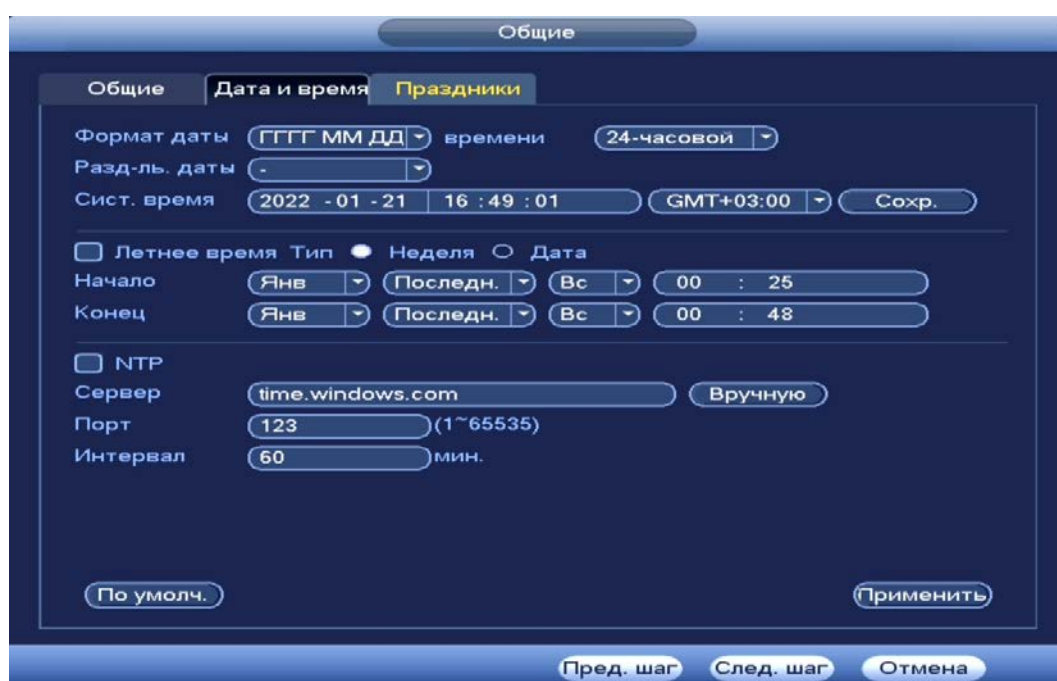 Общие
Общие Дата и время Праздники
Формат даты ГГГГ ММ ДД времени 24-часовой
Разд-ль. даты -
Сист. время 2022 - 01 - 21 16 : 49 : 01 GMT+03:00 Сохр.
Летнее время Тип Неделя Дата
Начало Янв Последн. Вс 00 : 25
Конец Янв Последн. Вс 00 : 48
NTP
Сервер time.windows.com Вручную
Порт 123 (1~65535)
Интервал 60 мин.
По умолч. Применить
Пред. шаг След. шаг Отмена